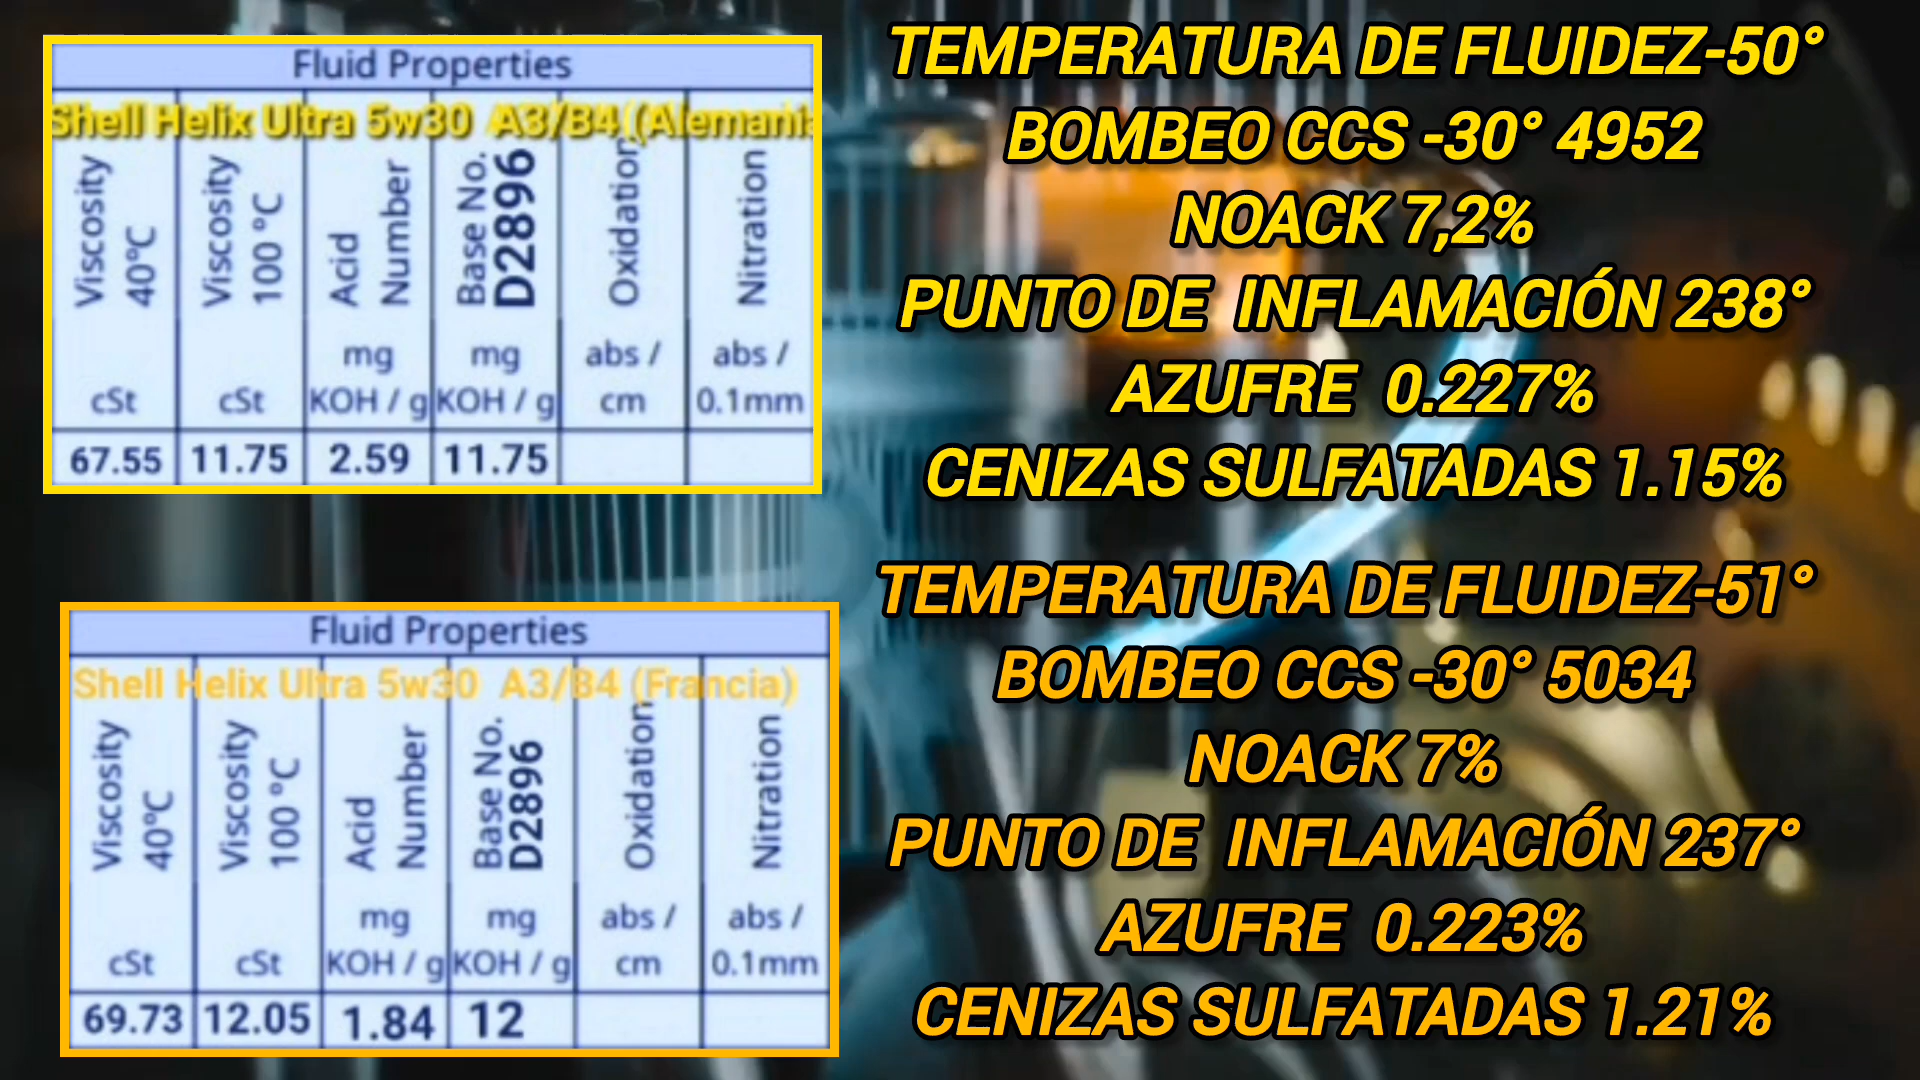 Fluid Properties
Shell Helix Ultra 5w30 A3/B4((Alemania
Viscosity 40°C
Viscosity 100 °C
Acid Number
Base No. D2896
Oxidation
Nitration
cSt
cSt
mg KOH / g
mg KOH / g
abs / cm
abs / 0.1mm
67.55 11.75 2.59 11.75
TEMPERATURA DE FLUIDEZ-50°
BOMBEO CCS -30° 4952
NOACK 7,2%
PUNTO DE INFLAMACIÓN 238°
AZUFRE 0.227%
CENIZAS SULFATADAS 1.15%
Fluid Properties
Shell Helix Ultra 5w30 A3/B4 (Francia)
Viscosity 40°C
Viscosity 100 °C
Acid Number
Base No. D2896
Oxidation
Nitration
cSt
cSt
mg KOH / g
mg KOH / g
abs / cm
abs / 0.1mm
69.73 12.05 1.84 12
TEMPERATURA DE FLUIDEZ-51°
BOMBEO CCS -30° 5034
NOACK 7%
PUNTO DE INFLAMACIÓN 237°
AZUFRE 0.223%
CENIZAS SULFATADAS 1.21%